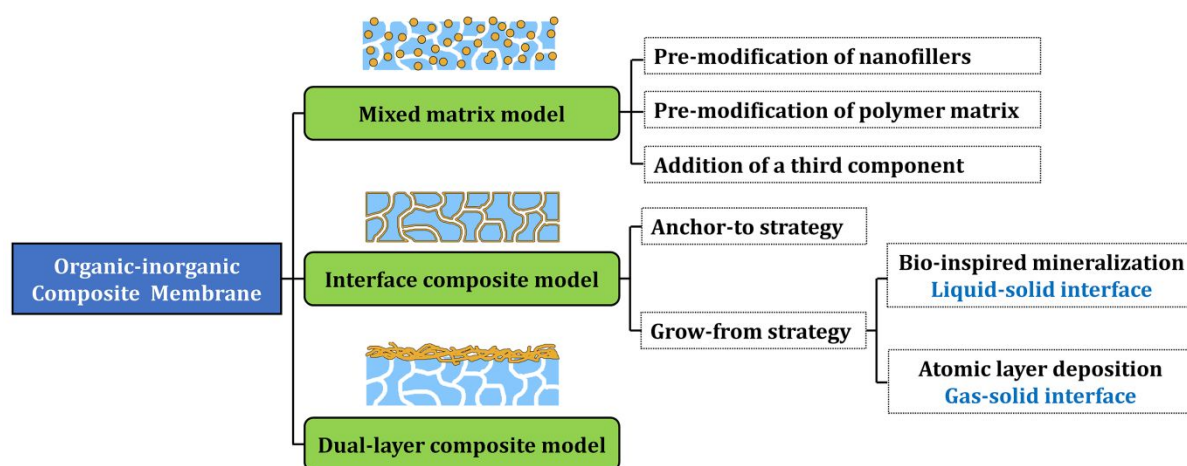 Organic-inorganic
Composite Membrane
Mixed matrix model
Pre-modification of nanofillers
Pre-modification of polymer matrix
Addition of a third component
Interface composite model
Anchor-to strategy
Grow-from strategy
Bio-inspired mineralization
Liquid-solid interface
Atomic layer deposition
Gas-solid interface
Dual-layer composite model